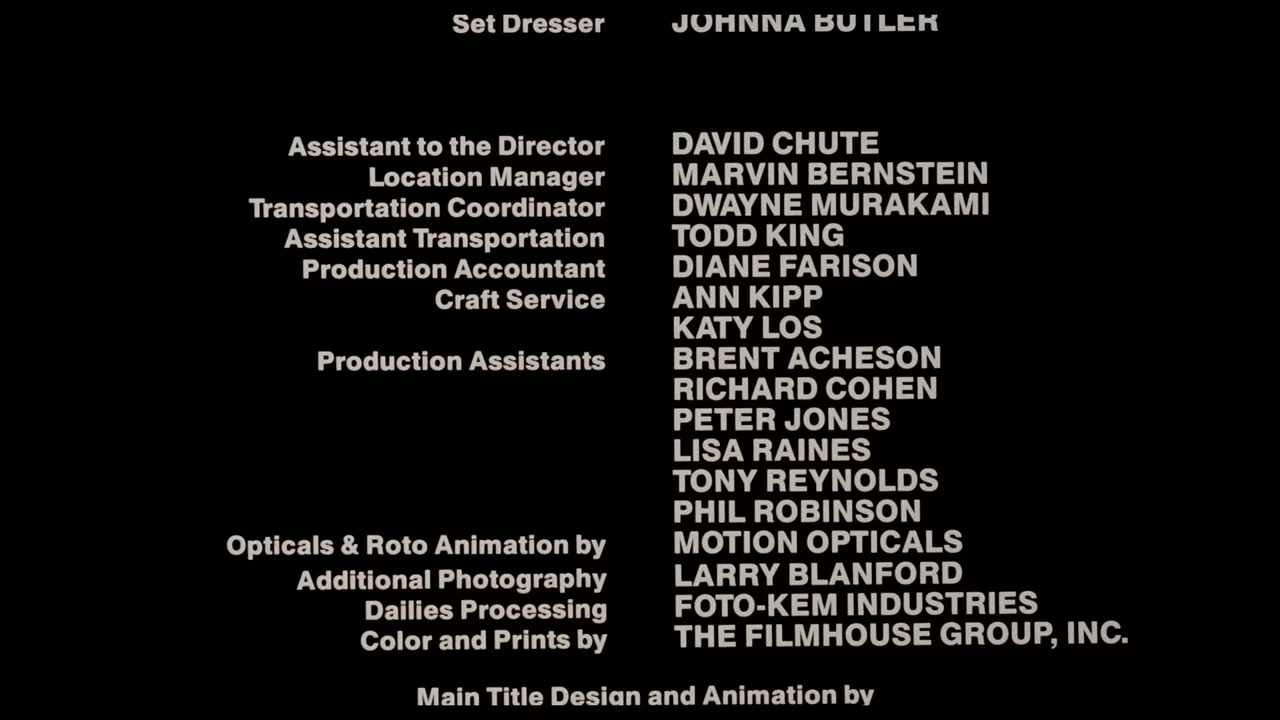 Set Dresser JOHNNA BUTLER
Assistant to the Director DAVID CHUTE
Location Manager MARVIN BERNSTEIN
Transportation Coordinator DWAYNE MURAKAMI
Assistant Transportation TODD KING
Production Accountant DIANE FARISON
Craft Service ANN KIPP
KATY LOS
Production Assistants BRENT ACHESON
RICHARD COHEN
PETER JONES
LISA RAINES
TONY REYNOLDS
PHIL ROBINSON
Opticals & Roto Animation by MOTION OPTICALS
Additional Photography LARRY BLANFORD
Dailies Processing FOTO-KEM INDUSTRIES
Color and Prints by THE FILMHOUSE GROUP, INC.
Main Title Design and Animation by